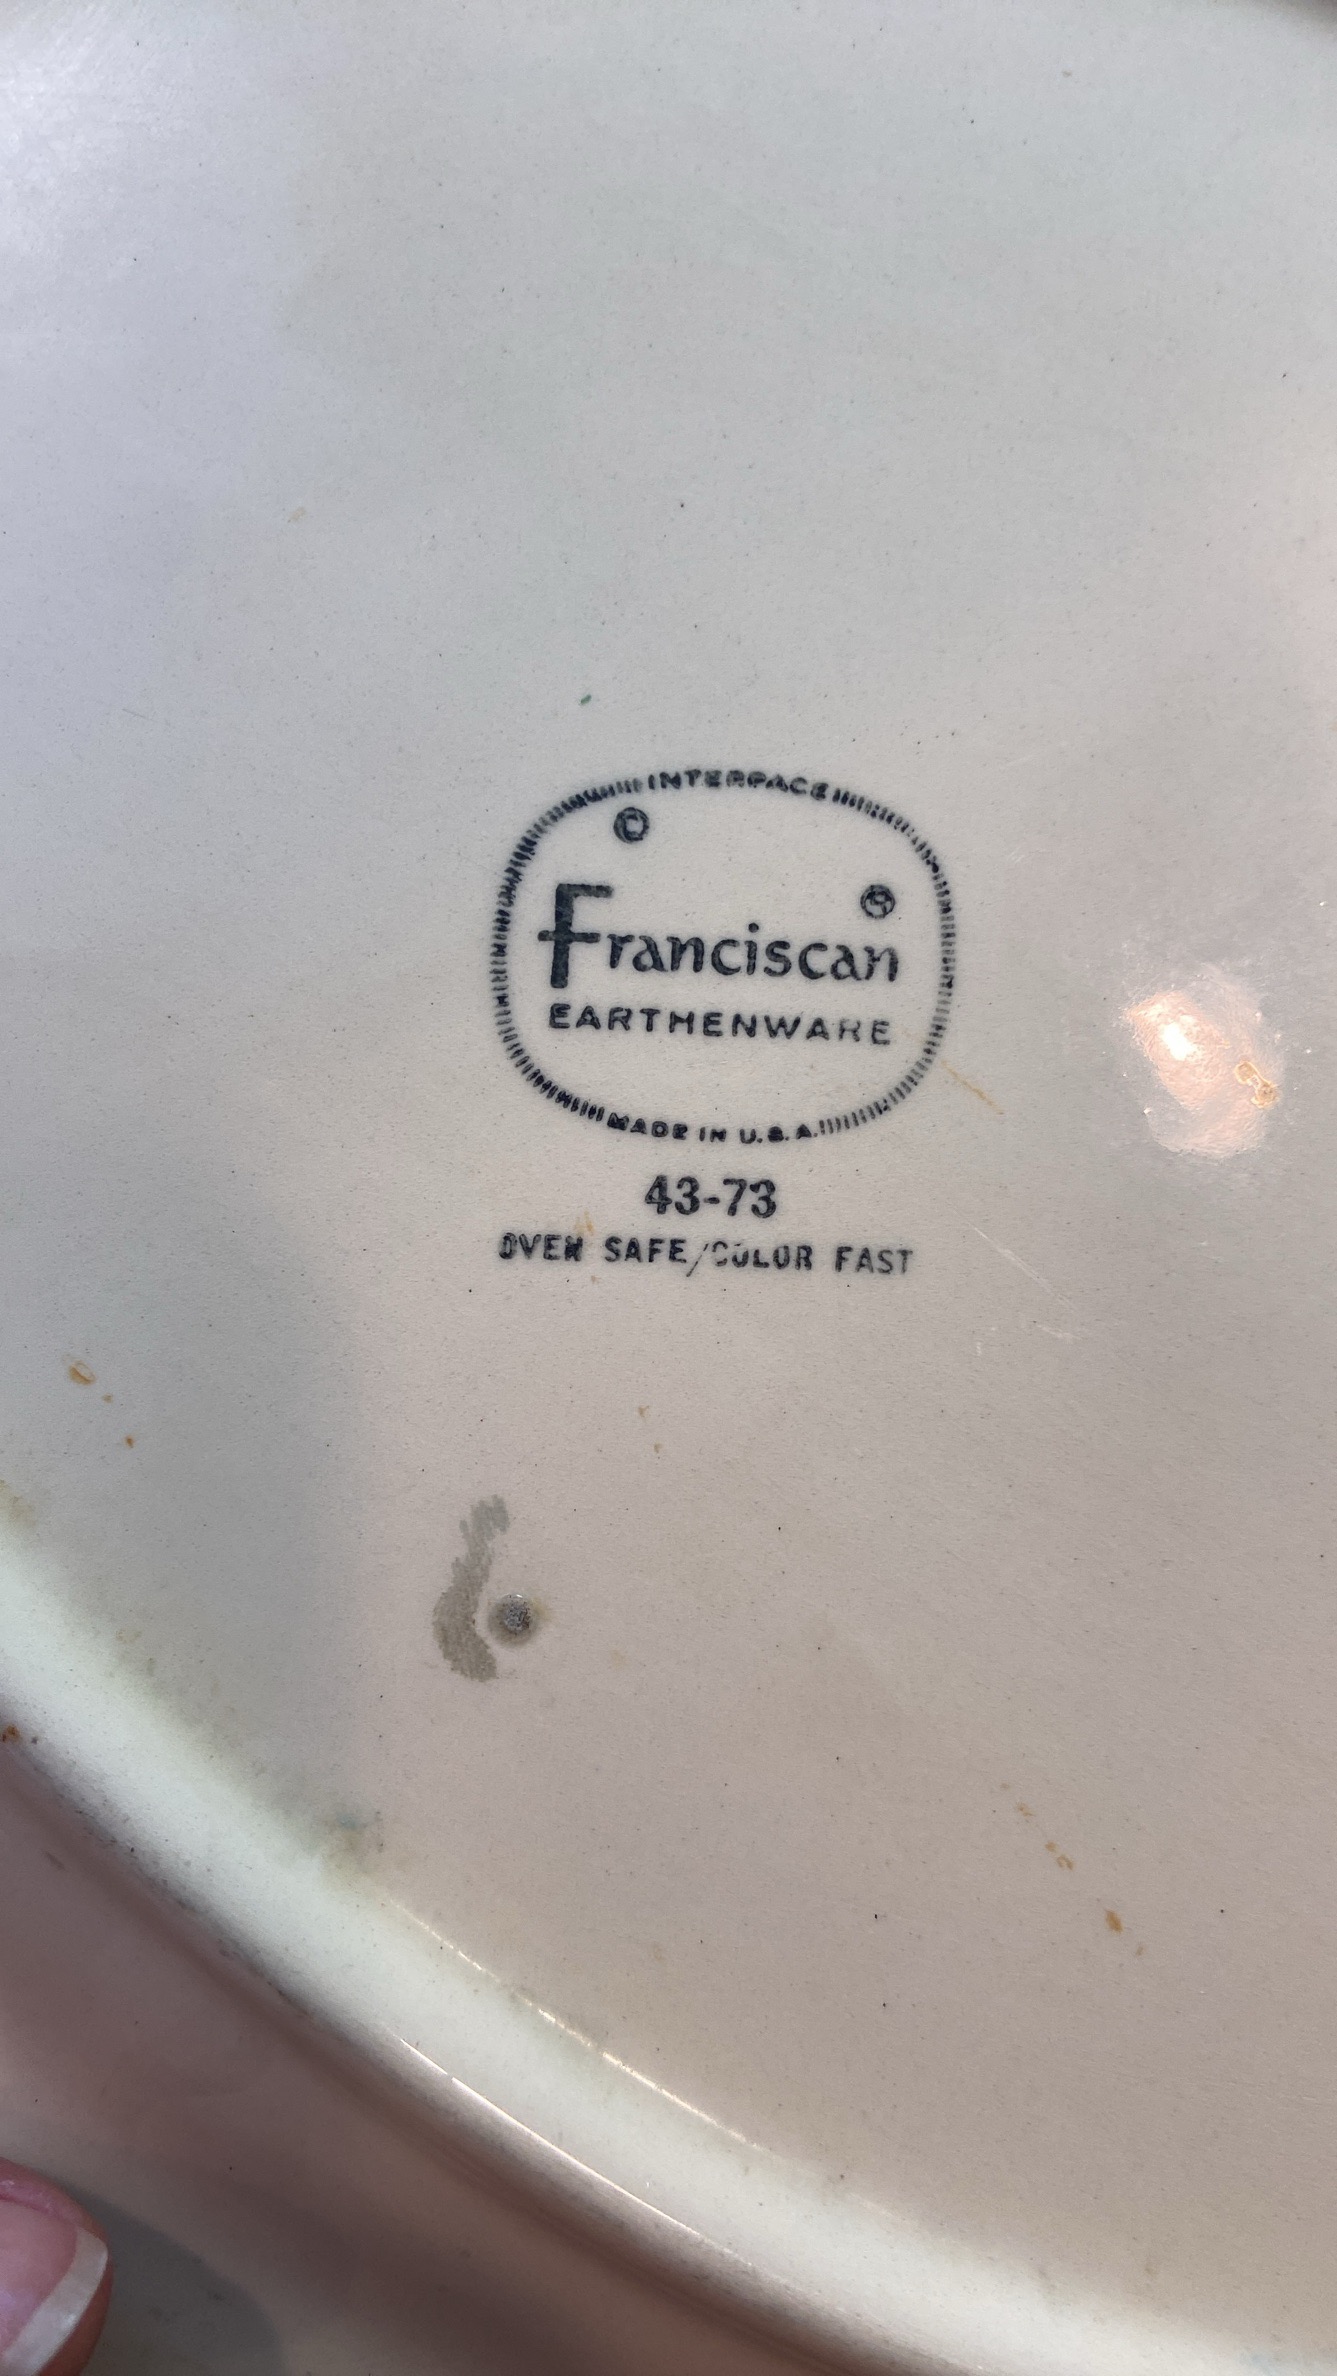 INTERPACE
©
®
Franciscan
EARTHENWARE
MADE IN U.S.A.
43-73
OVEN SAFE/COLOR FAST